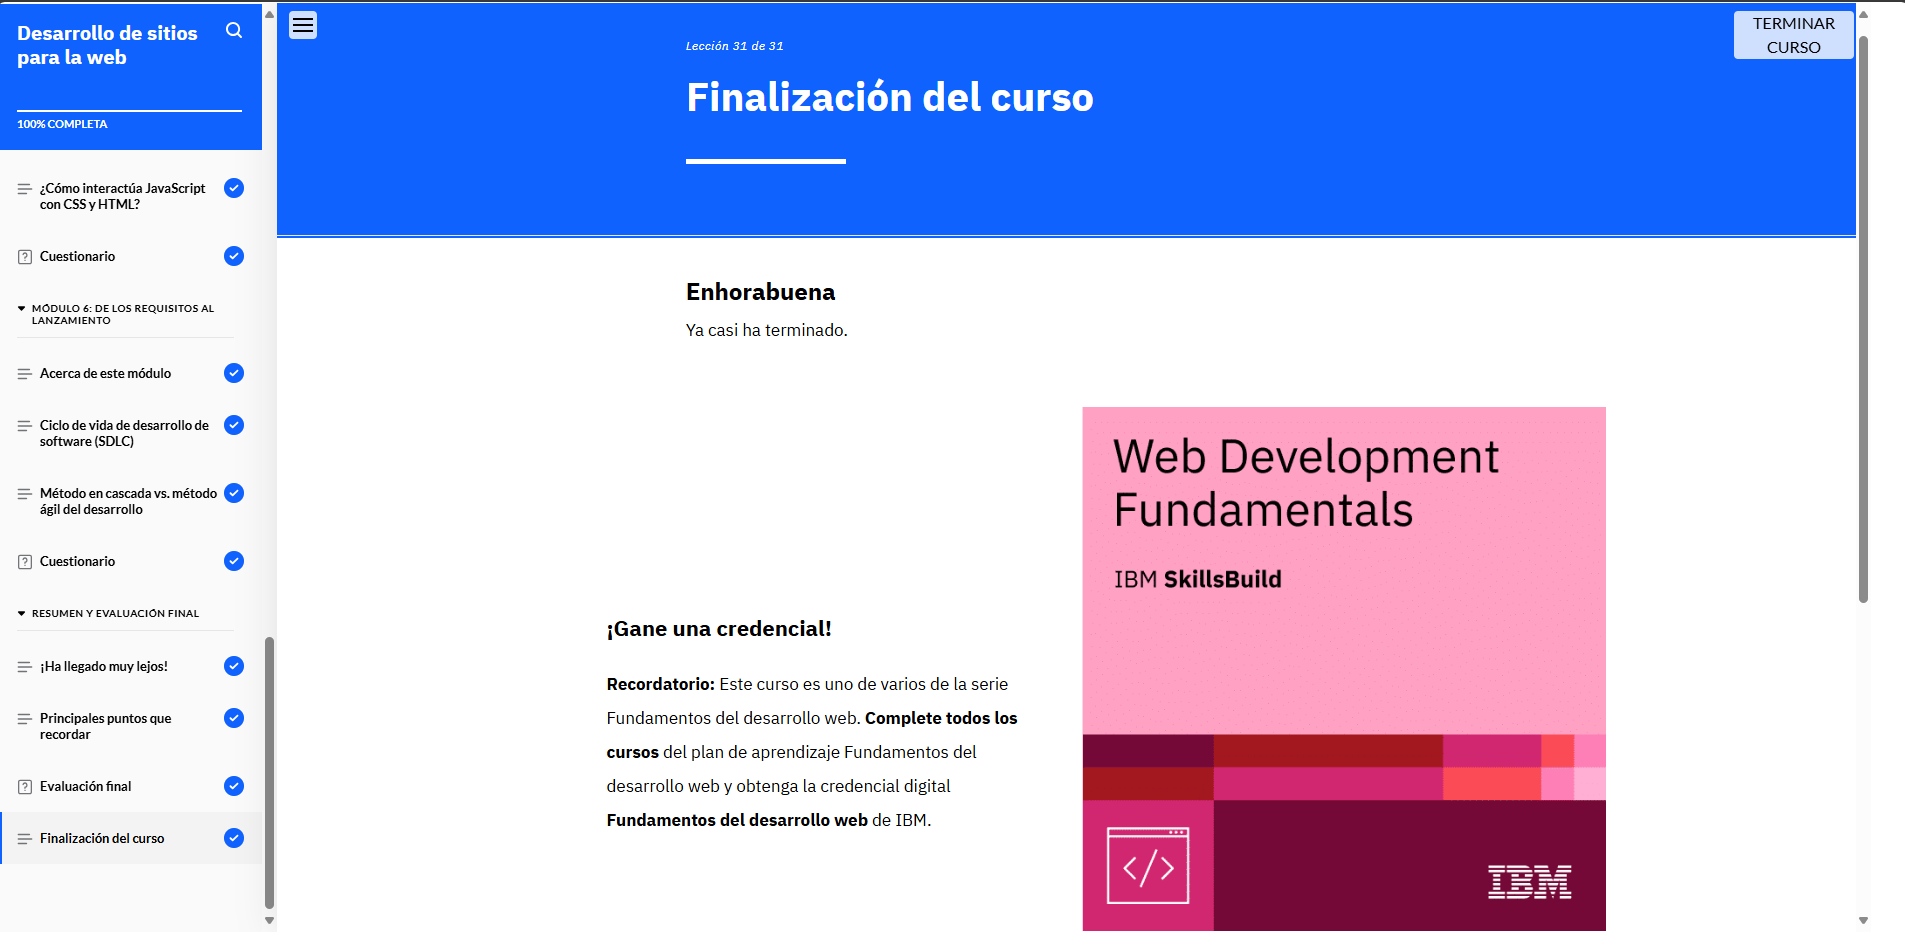 Desarrollo de sitios
para la web
100% COMPLETA
¿Cómo interactúa JavaScript
con CSS y HTML?
Cuestionario
MÓDULO 6: DE LOS REQUISITOS AL
LANZAMIENTO
Acerca de este módulo
Ciclo de vida de desarrollo de
software (SDLC)
Método en cascada vs. método
ágil del desarrollo
Cuestionario
RESUMEN Y EVALUACIÓN FINAL
¡Ha llegado muy lejos!
Principales puntos que
recordar
Evaluación final
Finalización del curso
Lección 31 de 31
Finalización del curso
TERMINAR
CURSO
Enhorabuena
Ya casi ha terminado.
¡Gane una credencial!
Recordatorio: Este curso es uno de varios de la serie
Fundamentos del desarrollo web. Complete todos los
cursos del plan de aprendizaje Fundamentos del
desarrollo web y obtenga la credencial digital
Fundamentos del desarrollo web de IBM.
Web Development
Fundamentals
IBM SkillsBuild
</>
IBM